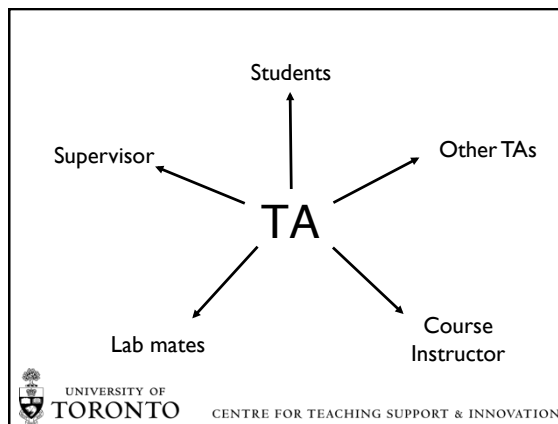 Students
Supervisor
Other TAs
TA
Lab mates
Course
Instructor
UNIVERSITY OF
TORONTO
CENTRE FOR TEACHING SUPPORT & INNOVATION